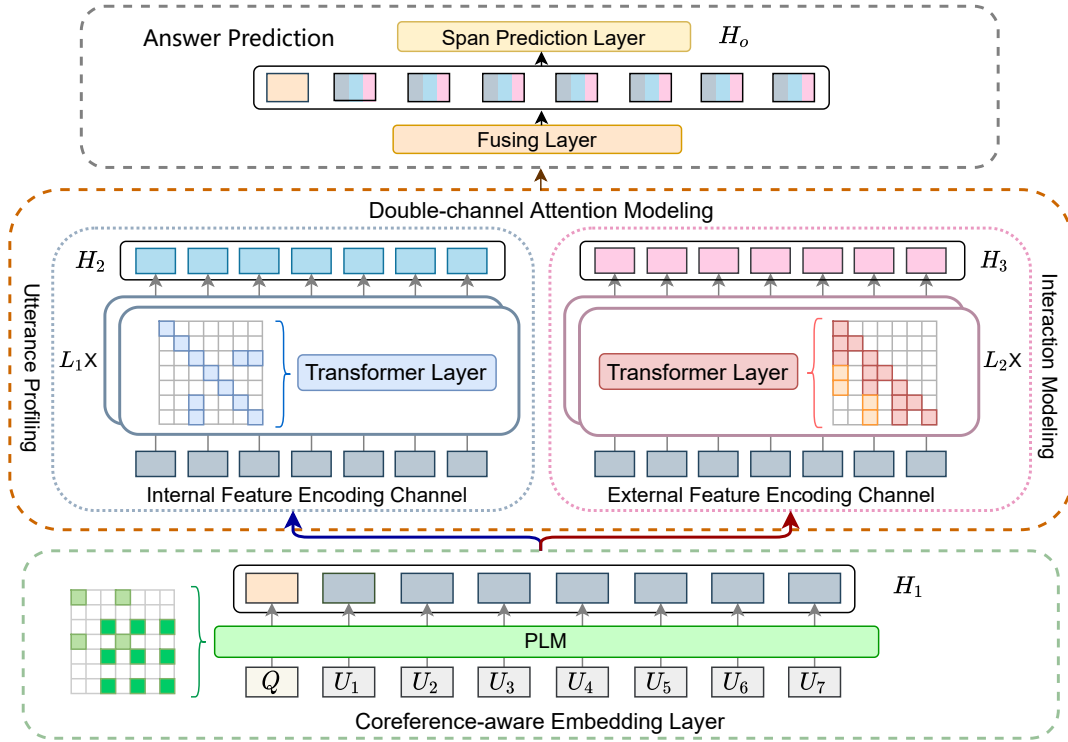 Answer Prediction
Span Prediction Layer
H_o
Fusing Layer
Double-channel Attention Modeling
Utterance Profiling
H_2
L_1X
Transformer Layer
Internal Feature Encoding Channel
H_3
Transformer Layer
L_2X
External Feature Encoding Channel
Interaction Modeling
H_1
PLM
Q U_1 U_2 U_3 U_4 U_5 U_6 U_7
Coreference-aware Embedding Layer